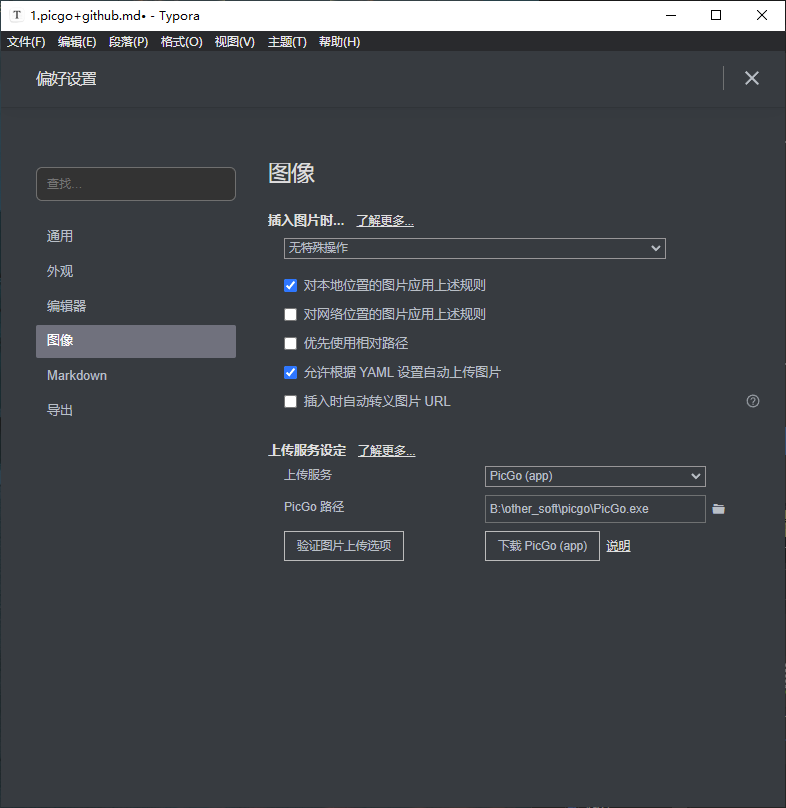 1.picgo+github.md• - Typora
文件(F) 编辑(E) 段落(P) 格式(O) 视图(V) 主题(T) 帮助(H)
偏好设置
查找...
通用
外观
编辑器
图像
Markdown
导出
图像
插入图片时... 了解更多...
无特殊操作
对本地位置的图片应用上述规则
对网络位置的图片应用上述规则
优先使用相对路径
允许根据 YAML 设置自动上传图片
插入时自动转义图片 URL
上传服务设定 了解更多...
上传服务 PicGo (app)
PicGo 路径 B:\other_soft\picgo\PicGo.exe
验证图片上传选项 下载 PicGo (app) 说明